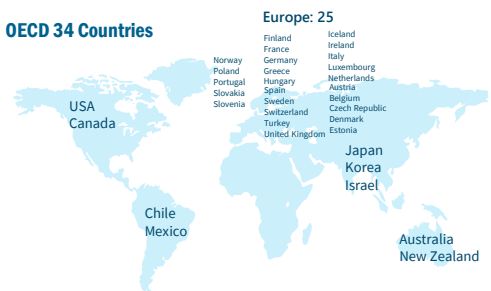 OECD 34 Countries
Europe: 25
Norway
Poland
Portugal
Slovakia
Slovenia
Finland
France
Germany
Greece
Hungary
Spain
Sweden
Switzerland
Turkey
United Kingdom
Iceland
Ireland
Italy
Luxembourg
Netherlands
Austria
Belgium
Czech Republic
Denmark
Estonia
USA
Canada
Japan
Korea
Israel
Chile
Mexico
Australia
New Zealand